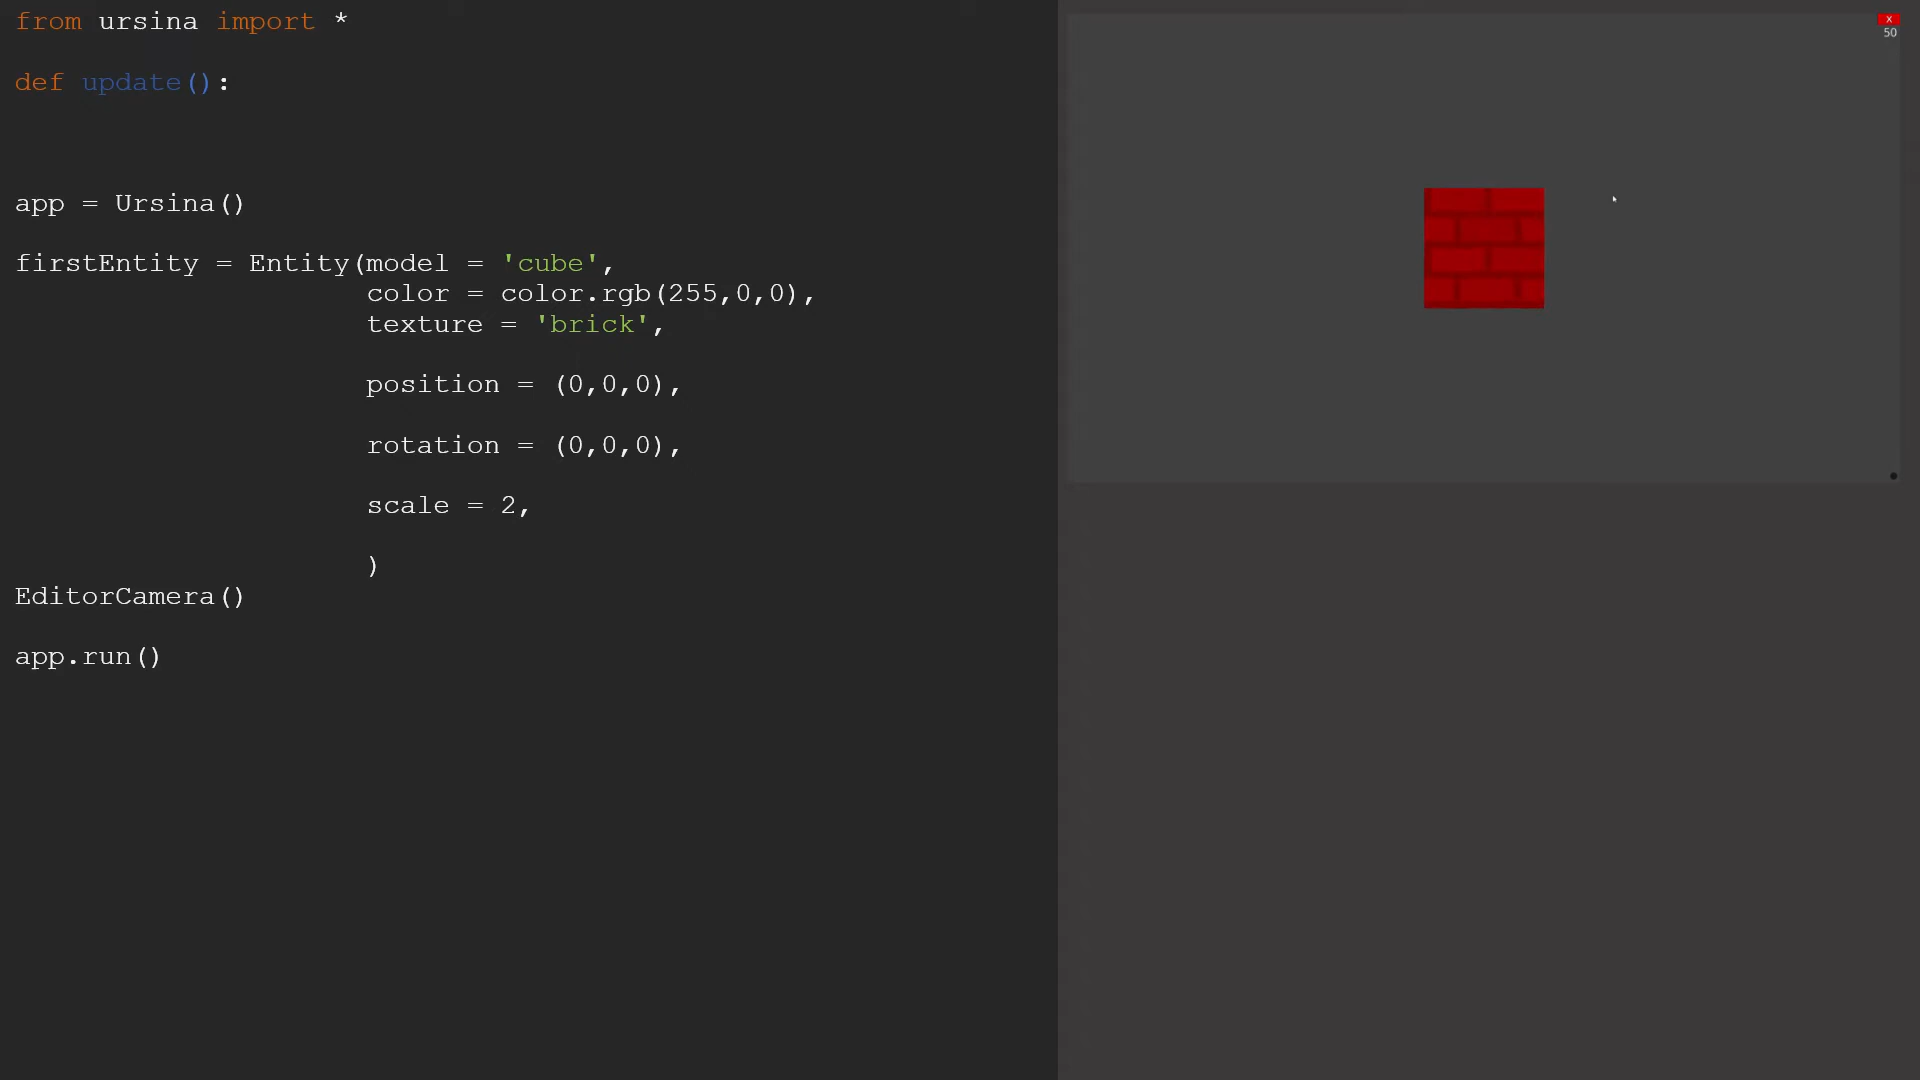 from ursina import *
def update():
app = Ursina()
firstEntity = Entity(model = 'cube',
color = color.rgb(255,0,0),
texture = 'brick',
position = (0,0,0),
rotation = (0,0,0),
scale = 2,
)
EditorCamera()
app.run()
x
50